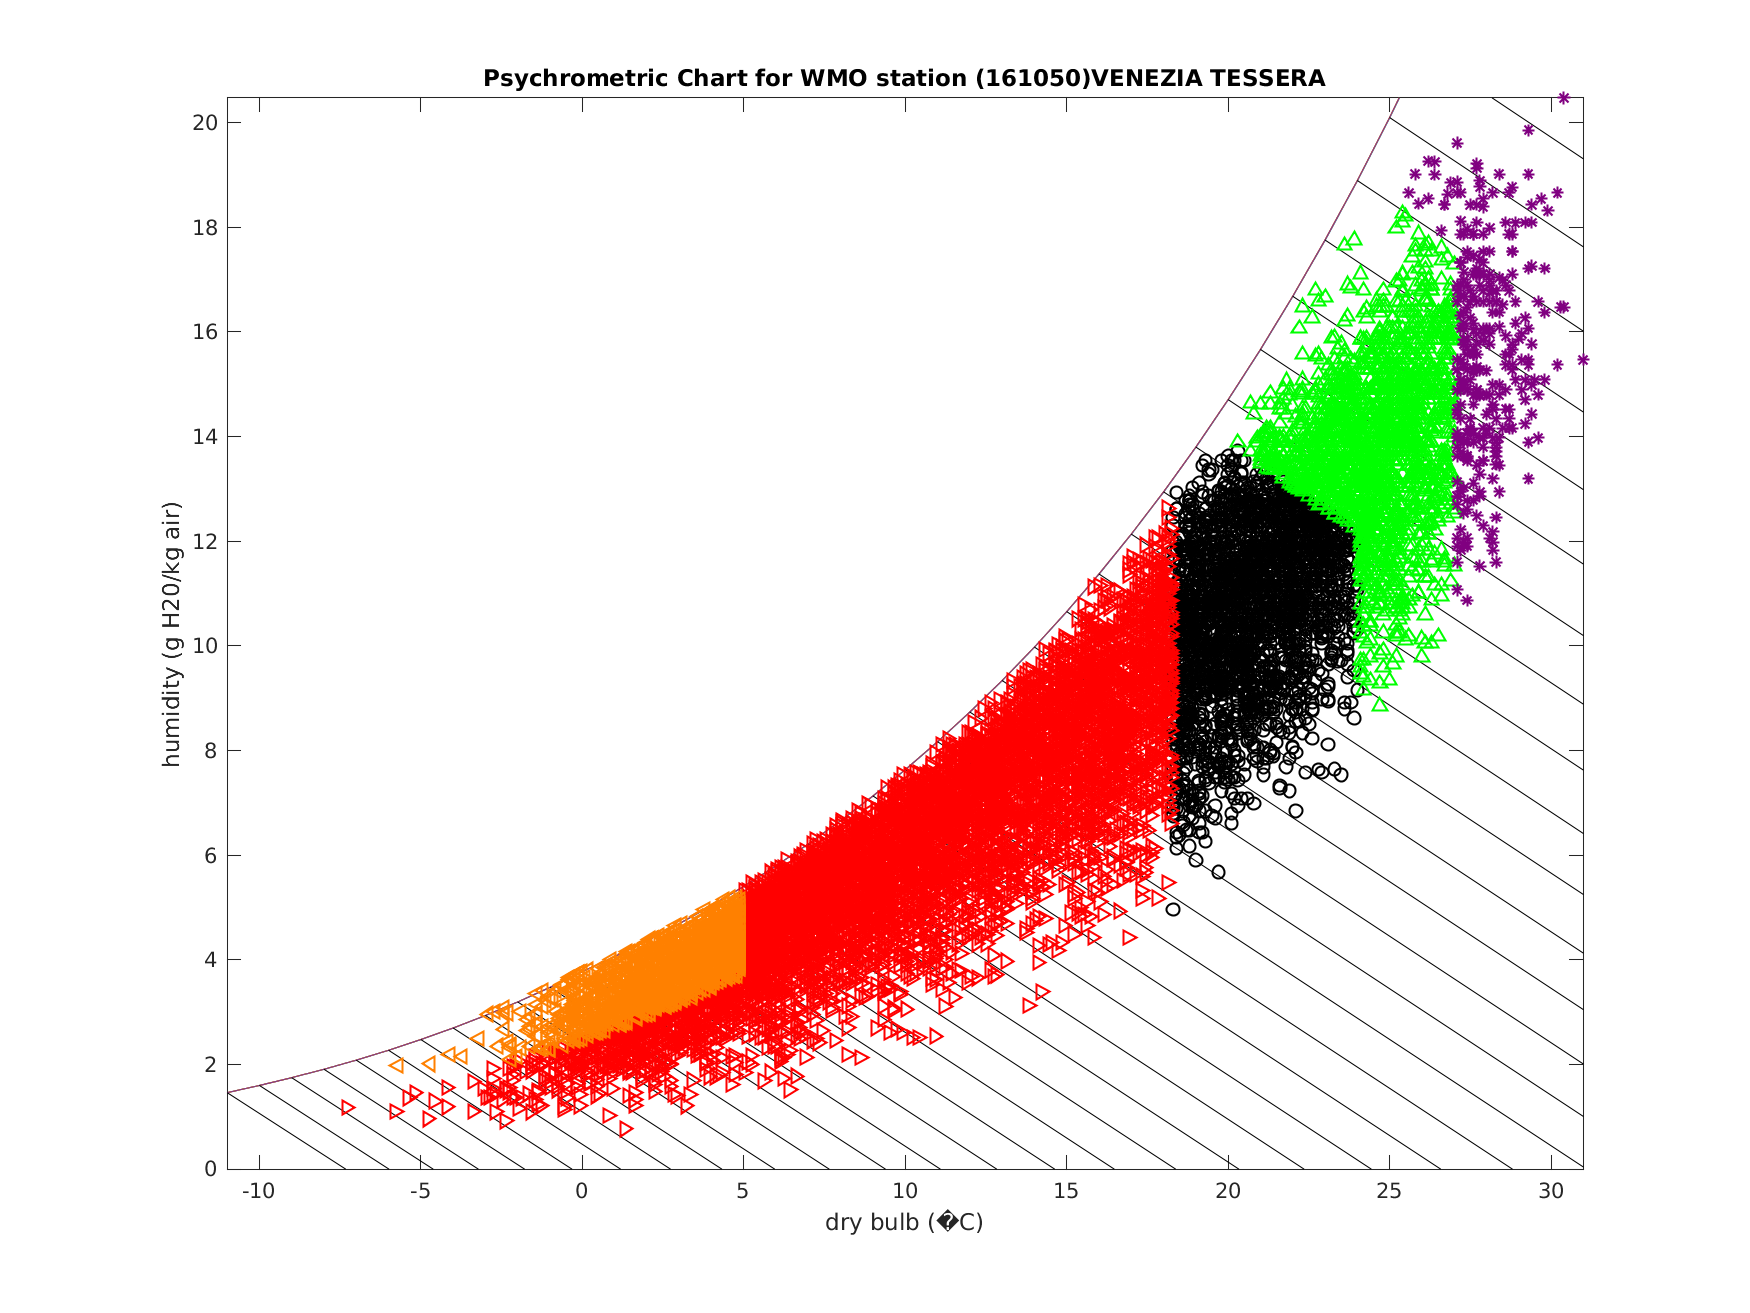 Psychrometric Chart for WMO station (161050)VENEZIA TESSERA
humidity (g H20/kg air)
20
18
16
14
12
10
8
6
4
2
0
-10 -5 0 5 10 15 20 25 30
dry bulb (�C)